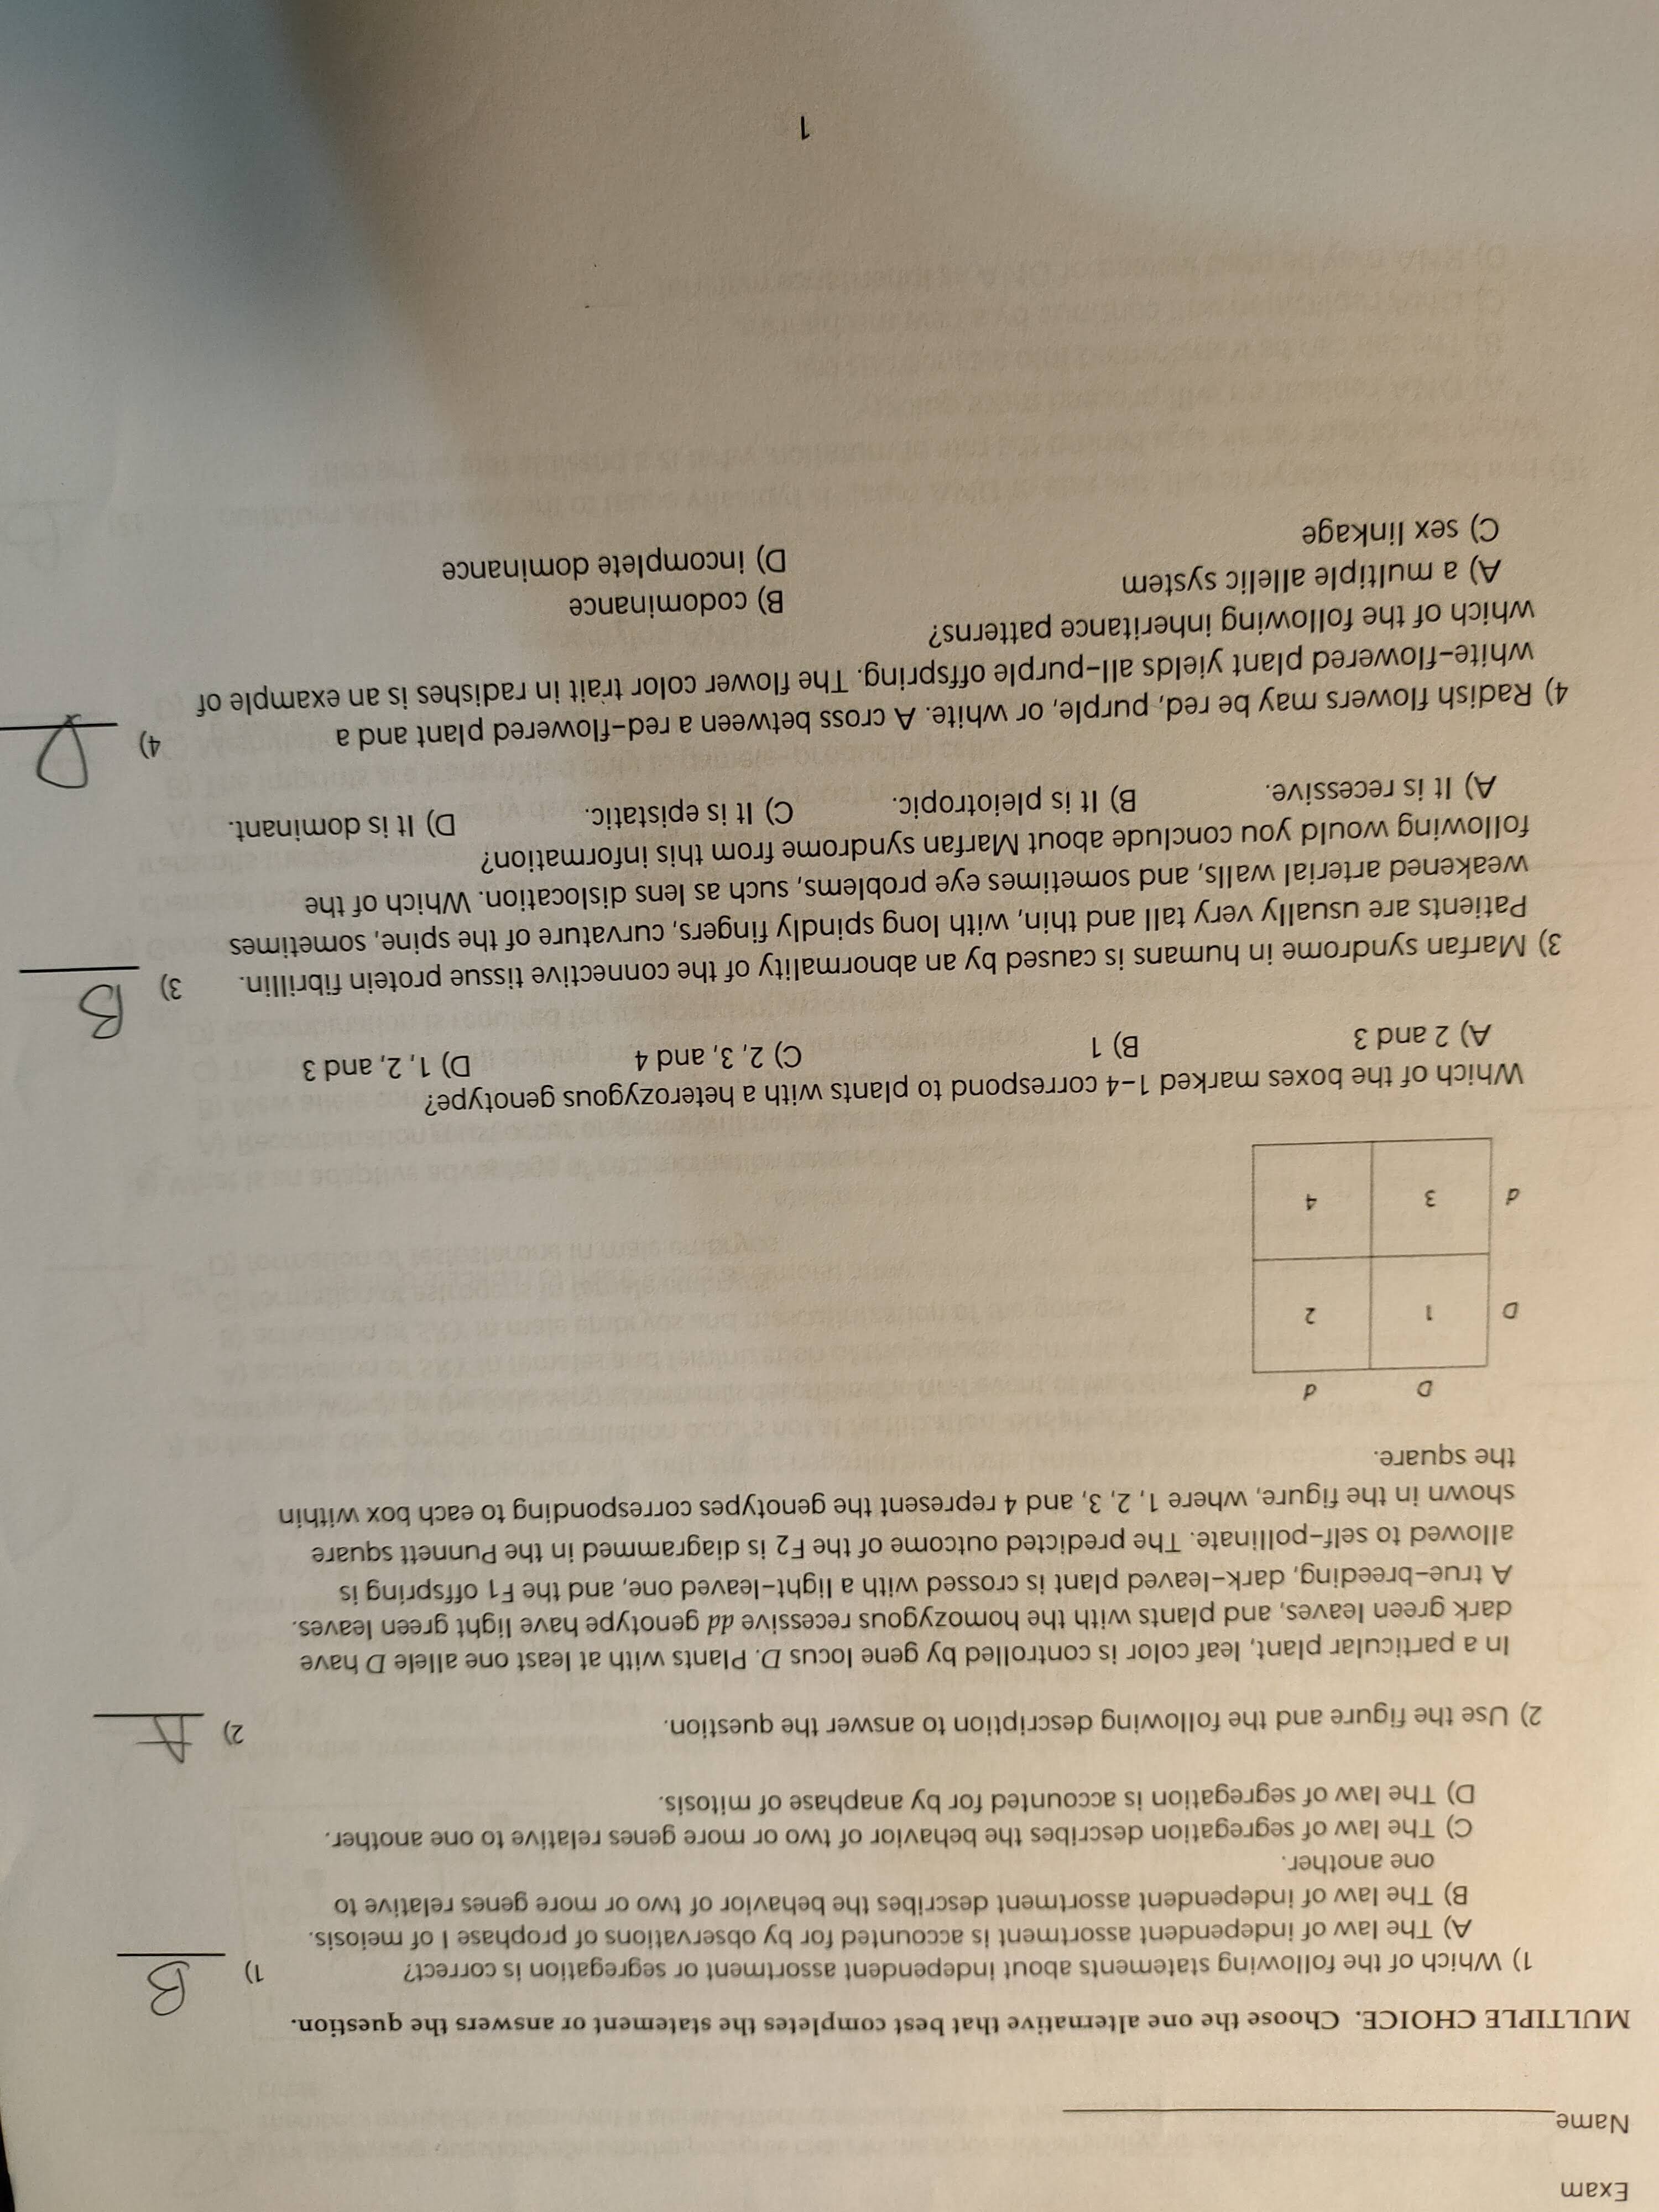 Exam
Name
MULTIPLE CHOICE. Choose the one alternative that best completes the statement or answers the question.
1) Which of the following statements about independent assortment or segregation is correct? 1) B
A) The law of independent assortment is accounted for by observations of prophase I of meiosis.
B) The law of independent assortment describes the behavior of two or more genes relative to
one another.
C) The law of segregation describes the behavior of two or more genes relative to one another.
D) The law of segregation is accounted for by anaphase of mitosis.
2) Use the figure and the following description to answer the question. 2) A
In a particular plant, leaf color is controlled by gene locus D. Plants with at least one allele D have
dark green leaves, and plants with the homozygous recessive dd genotype have light green leaves.
A true-breeding, dark-leaved plant is crossed with a light-leaved one, and the F1 offspring is
allowed to self-pollinate. The predicted outcome of the F2 is diagrammed in the Punnett square
shown in the figure, where 1, 2, 3, and 4 represent the genotypes corresponding to each box within
the square.
D d
D 1 2
d 3 4
Which of the boxes marked 1-4 correspond to plants with a heterozygous genotype?
A) 2 and 3 B) 1 C) 2, 3, and 4 D) 1, 2, and 3
3) Marfan syndrome in humans is caused by an abnormality of the connective tissue protein fibrillin. 3) B
Patients are usually very tall and thin, with long spindly fingers, curvature of the spine, sometimes
weakened arterial walls, and sometimes eye problems, such as lens dislocation. Which of the
following would you conclude about Marfan syndrome from this information?
A) It is recessive. B) It is pleiotropic. C) It is epistatic. D) It is dominant.
4) Radish flowers may be red, purple, or white. A cross between a red-flowered plant and a 4) D
white-flowered plant yields all-purple offspring. The flower color trait in radishes is an example of
which of the following inheritance patterns?
A) a multiple allelic system B) codominance
C) sex linkage D) incomplete dominance
1